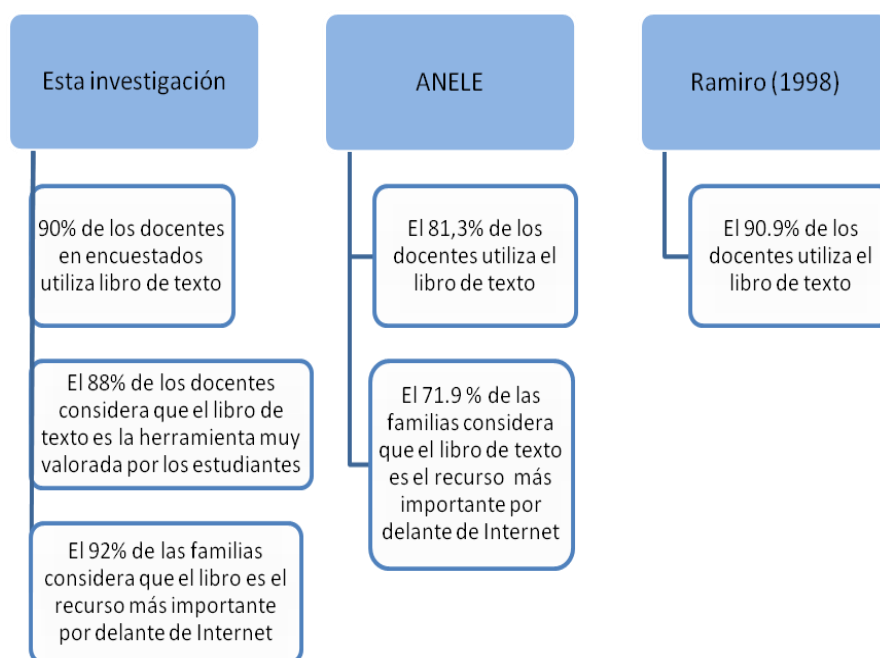 Esta investigación
90% de los docentes
en encuestados
utiliza libro de texto
El 88% de los docentes
considera que el libro de
texto es la herramienta muy
valorada por los estudiantes
El 92% de las familias
considera que el libro es el
recurso más importante
por delante de Internet
ANELE
El 81,3% de los
docentes utiliza el
libro de texto
El 71.9 % de las
familias considera
que el libro de texto
es el recurso más
importante por
delante de Internet
Ramiro (1998)
El 90.9% de los
docentes utiliza el
libro de texto